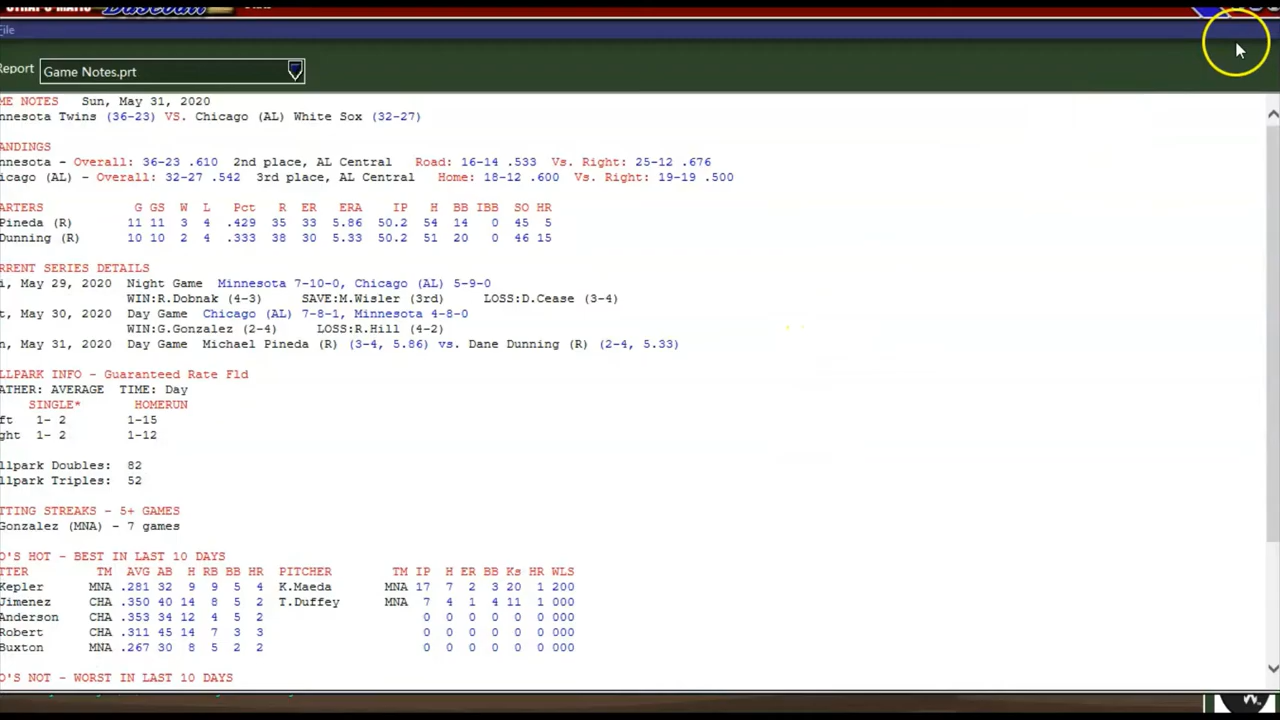 File
Report Game Notes.prt
ME NOTES Sun, May 31, 2020
nnesota Twins (36-23) VS. Chicago (AL) White Sox (32-27)
ANDINGS
nnesota - Overall: 36-23 .610 2nd place, AL Central Road: 16-14 .533 Vs. Right: 25-12 .676
icago (AL) - Overall: 32-27 .542 3rd place, AL Central Home: 18-12 .600 Vs. Right: 19-19 .500
ARTERS G GS W L Pct R ER ERA IP H BB IBB SO HR
Pineda (R) 11 11 3 4 .429 35 33 5.86 50.2 54 14 0 45 5
Dunning (R) 10 10 2 4 .333 38 30 5.33 50.2 51 20 0 46 15
RRENT SERIES DETAILS
i, May 29, 2020 Night Game Minnesota 7-10-0, Chicago (AL) 5-9-0
WIN:R.Dobnak (4-3) SAVE:M.Wisler (3rd) LOSS:D.Cease (3-4)
t, May 30, 2020 Day Game Chicago (AL) 7-8-1, Minnesota 4-8-0
WIN:G.Gonzalez (2-4) LOSS:R.Hill (4-2)
n, May 31, 2020 Day Game Michael Pineda (R) (3-4, 5.86) vs. Dane Dunning (R) (2-4, 5.33)
LLPARK INFO - Guaranteed Rate Fld
ATHER: AVERAGE TIME: Day
SINGLE* HOMERUN
ft 1- 2 1-15
ght 1- 2 1-12
llpark Doubles: 82
llpark Triples: 52
TTING STREAKS - 5+ GAMES
Gonzalez (MNA) - 7 games
O'S HOT - BEST IN LAST 10 DAYS
TTER TM AVG AB H RB BB HR PITCHER TM IP H ER BB Ks HR WLS
Kepler MNA .281 32 9 9 5 4 K.Maeda MNA 17 7 2 3 20 1 200
Jimenez CHA .350 40 14 8 5 2 T.Duffey MNA 7 4 1 4 11 1 000
Anderson CHA .353 34 12 4 5 2 0 0 0 0 0 0 000
Robert CHA .311 45 14 7 3 3 0 0 0 0 0 0 000
Buxton MNA .267 30 8 5 2 2 0 0 0 0 0 0 000
O'S NOT - WORST IN LAST 10 DAYS